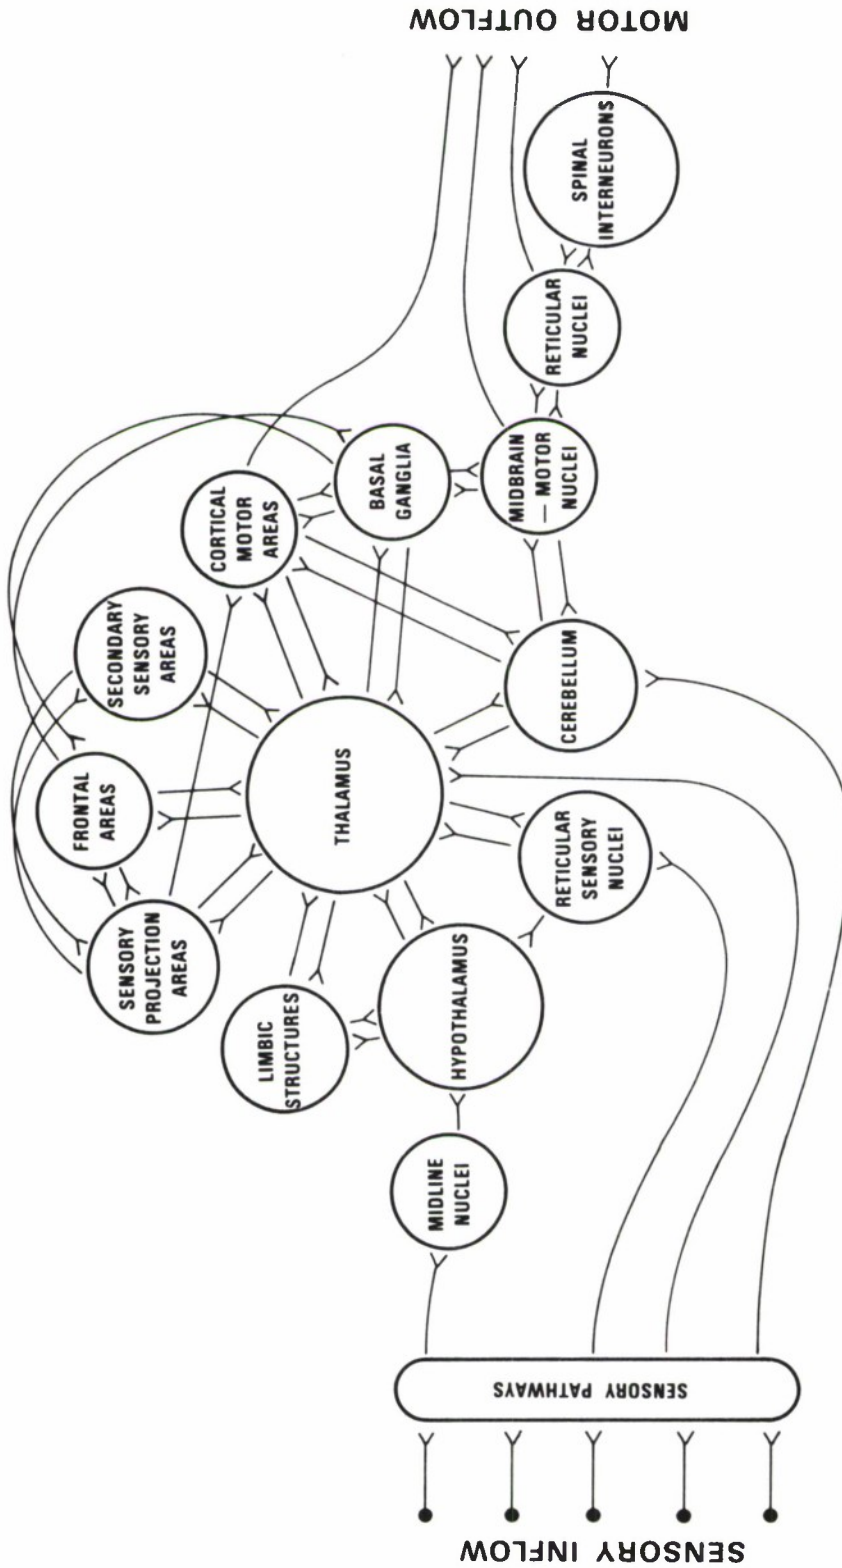 SENSORY INFLOW
SENSORY PATHWAYS
MIDLINE
NUCLEI
LIMBIC
STRUCTURES
HYPOTHALAMUS
SENSORY
PROJECTION
AREAS
FRONTAL
AREAS
SECONDARY
SENSORY
AREAS
THALAMUS
RETICULAR
SENSORY
NUCLEI
CEREBELLUM
CORTICAL
MOTOR
AREAS
BASAL
GANGLIA
MIDBRAIN
— MOTOR
NUCLEI
RETICULAR
NUCLEI
SPINAL
INTERNEURONS
MOTOR OUTFLOW